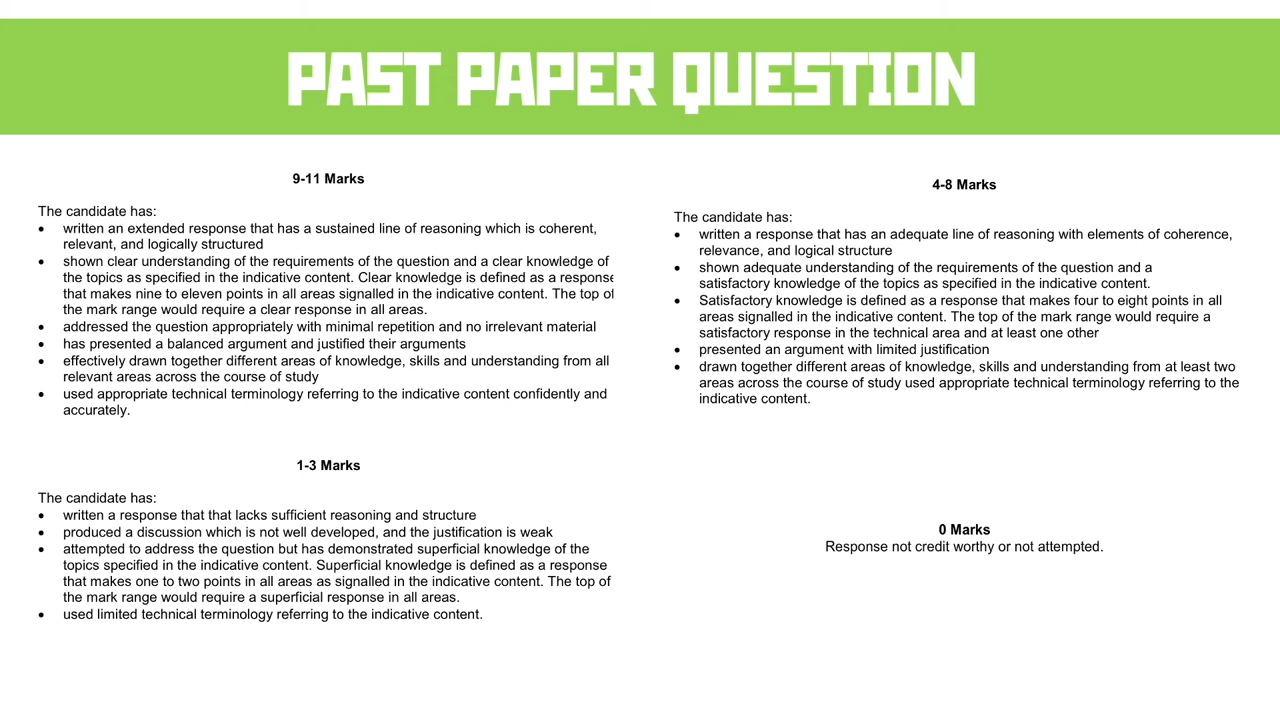 PAST PAPER QUESTION
9-11 Marks
The candidate has:
• written an extended response that has a sustained line of reasoning which is coherent,
relevant, and logically structured
• shown clear understanding of the requirements of the question and a clear knowledge of
the topics as specified in the indicative content. Clear knowledge is defined as a response
that makes nine to eleven points in all areas signalled in the indicative content. The top of
the mark range would require a clear response in all areas.
• addressed the question appropriately with minimal repetition and no irrelevant material
• has presented a balanced argument and justified their arguments
• effectively drawn together different areas of knowledge, skills and understanding from all
relevant areas across the course of study
• used appropriate technical terminology referring to the indicative content confidently and
accurately.
1-3 Marks
The candidate has:
• written a response that that lacks sufficient reasoning and structure
• produced a discussion which is not well developed, and the justification is weak
• attempted to address the question but has demonstrated superficial knowledge of the
topics specified in the indicative content. Superficial knowledge is defined as a response
that makes one to two points in all areas as signalled in the indicative content. The top of
the mark range would require a superficial response in all areas.
• used limited technical terminology referring to the indicative content.
4-8 Marks
The candidate has:
• written a response that has an adequate line of reasoning with elements of coherence,
relevance, and logical structure
• shown adequate understanding of the requirements of the question and a
satisfactory knowledge of the topics as specified in the indicative content.
• Satisfactory knowledge is defined as a response that makes four to eight points in all
areas signalled in the indicative content. The top of the mark range would require a
satisfactory response in the technical area and at least one other
• presented an argument with limited justification
• drawn together different areas of knowledge, skills and understanding from at least two
areas across the course of study used appropriate technical terminology referring to the
indicative content.
0 Marks
Response not credit worthy or not attempted.